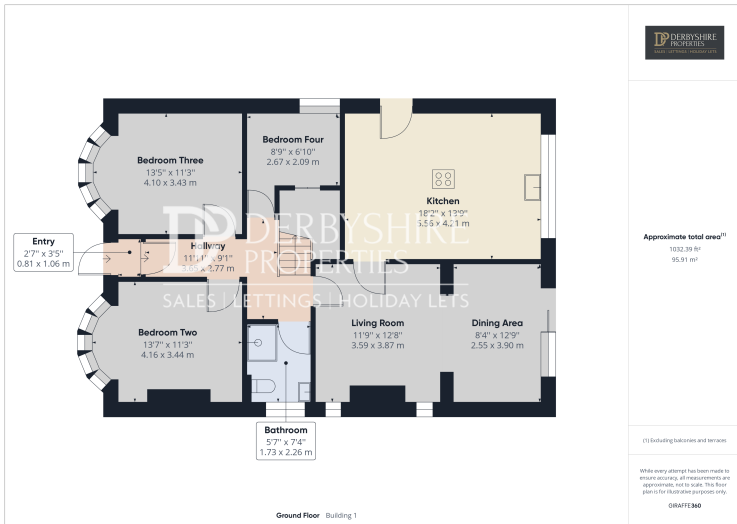 DP DERBYSHIRE
PROPERTIES
SALES | LETTINGS | HOLIDAY LETS
Bedroom Three
13'5" x 11'3"
4.10 x 3.43 m
Bedroom Four
8'9" x 6'10"
2.67 x 2.09 m
Kitchen
18'2" x 13'9"
5.56 x 4.21 m
Entry
2'7" x 3'5"
0.81 x 1.06 m
Hallway
x 9'1"
x 2.77 m
DP DERBYSHIRE
PROPERTIES
SALES | LETTINGS | HOLIDAY LETS
Bedroom Two
13'7" x 11'3"
4.16 x 3.44 m
Living Room
11'9" x 12'8"
3.59 x 3.87 m
Dining Area
8'4" x 12'9"
2.55 x 3.90 m
Bathroom
5'7" x 7'4"
1.73 x 2.26 m
Ground Floor Building 1
Approximate total area(1)
1032.39 ft²
95.91 m²
(1) Excluding balconies and terraces
While every attempt has been made to
ensure accuracy, all measurements are
approximate, not to scale. This floor
plan is for illustrative purposes only.
GIRAFFE360